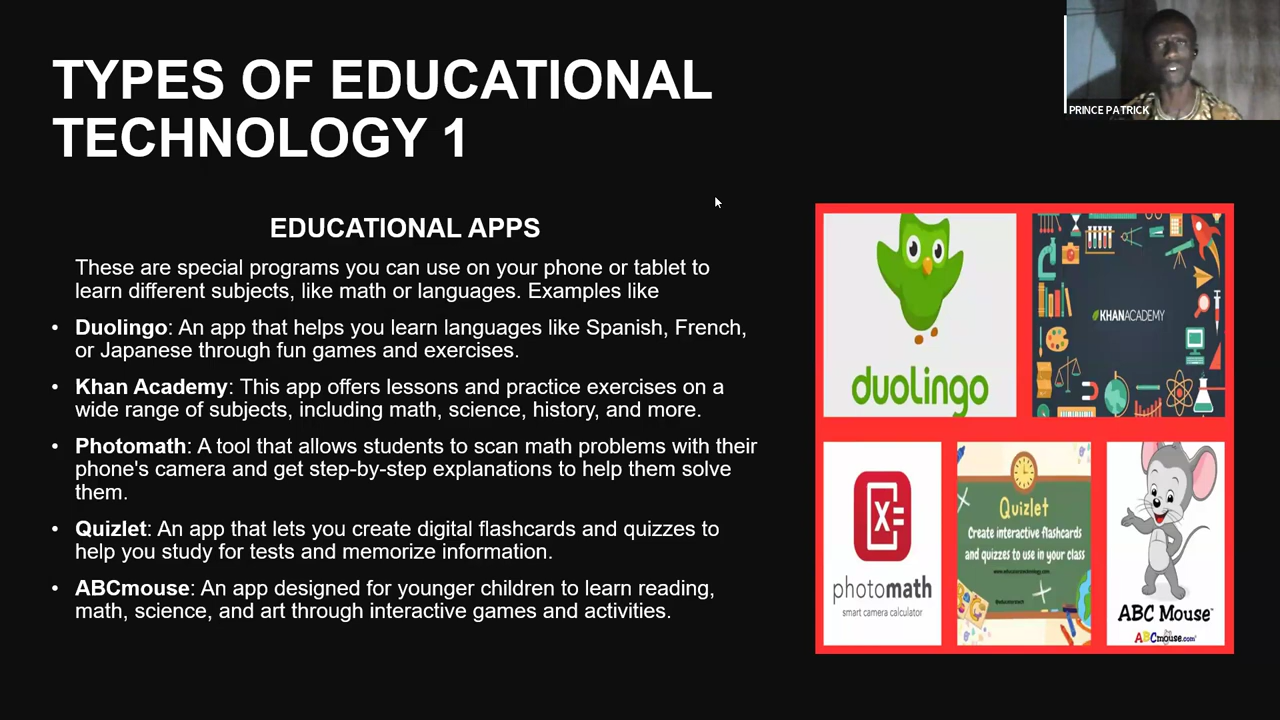 TYPES OF EDUCATIONAL
TECHNOLOGY 1
PRINCE PATRICK
EDUCATIONAL APPS
These are special programs you can use on your phone or tablet to
learn different subjects, like math or languages. Examples like
• Duolingo: An app that helps you learn languages like Spanish, French,
or Japanese through fun games and exercises.
• Khan Academy: This app offers lessons and practice exercises on a
wide range of subjects, including math, science, history, and more.
• Photomath: A tool that allows students to scan math problems with their
phone's camera and get step-by-step explanations to help them solve
them.
• Quizlet: An app that lets you create digital flashcards and quizzes to
help you study for tests and memorize information.
• ABCmouse: An app designed for younger children to learn reading,
math, science, and art through interactive games and activities.
duolingo
KHANACADEMY
photomath
smart camera calculator
Quizlet
Create interactive flashcards
and quizzes to use in your class
ABC Mouse™
ABCmouse.com